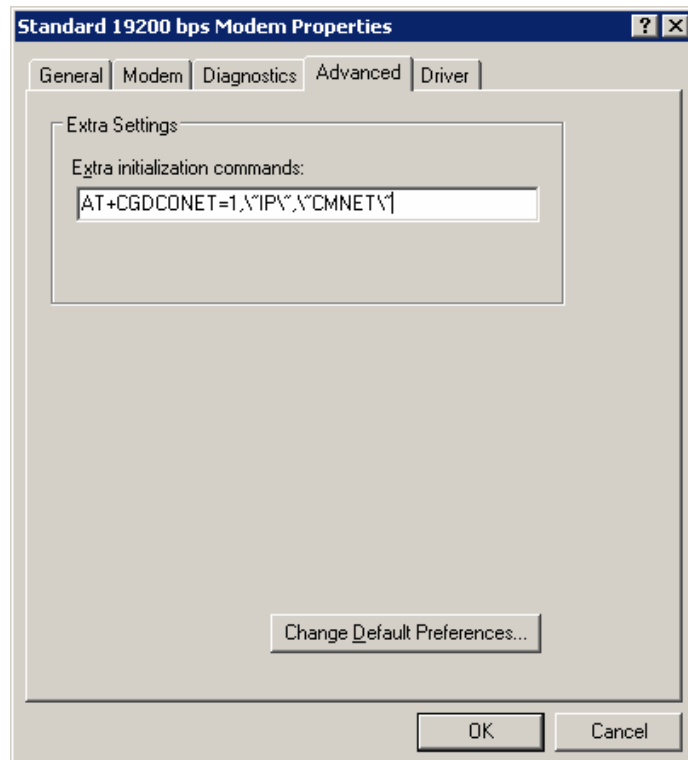 Standard 19200 bps Modem Properties
General Modem Diagnostics Advanced Driver
Extra Settings
Extra initialization commands:
AT+CGDCONET=1,\"IP\",\"CMNET\"
Change Default Preferences...
OK Cancel